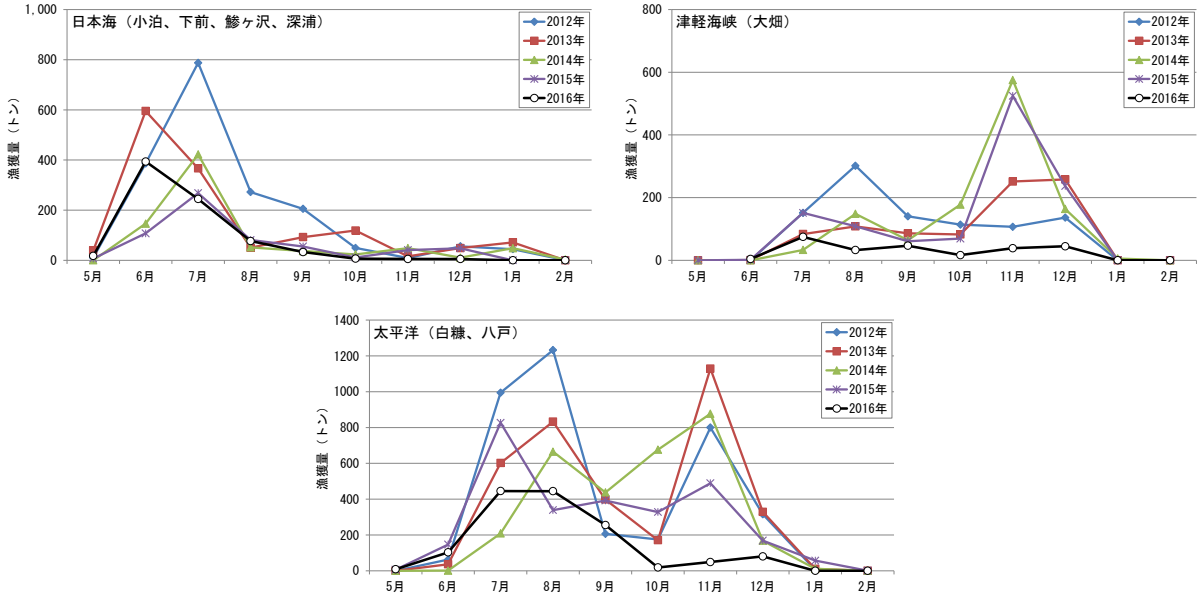 日本海（小泊、下前、鯵ヶ沢、深浦）
漁獲量（トン）
1,000
800
600
400
200
0
5月 6月 7月 8月 9月 10月 11月 12月 1月 2月
2012年
2013年
2014年
2015年
2016年
津軽海峡（大畑）
漁獲量（トン）
800
600
400
200
0
5月 6月 7月 8月 9月 10月 11月 12月 1月 2月
2012年
2013年
2014年
2015年
2016年
太平洋（白糠、八戸）
漁獲量（トン）
1400
1200
1000
800
600
400
200
0
5月 6月 7月 8月 9月 10月 11月 12月 1月 2月
2012年
2013年
2014年
2015年
2016年